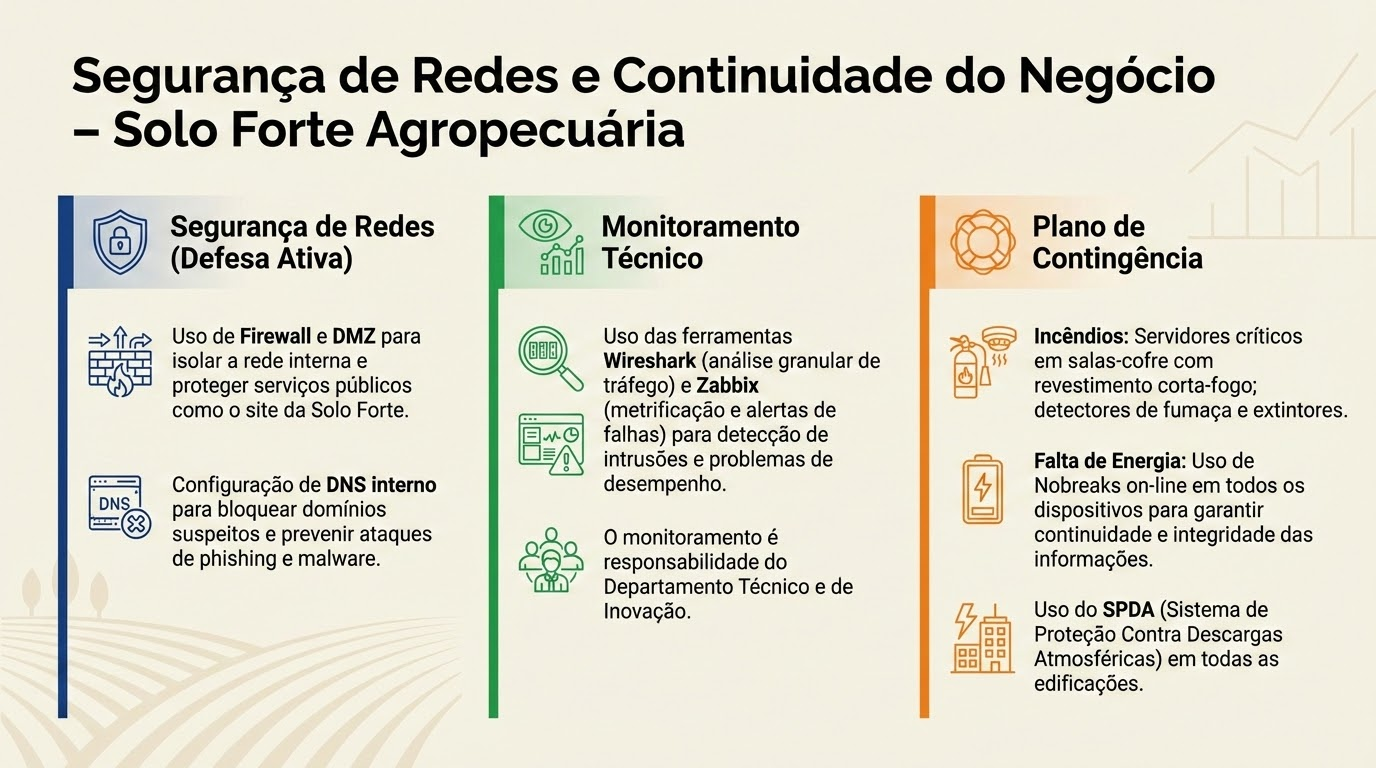 Segurança de Redes e Continuidade do Negócio
– Solo Forte Agropecuária
Segurança de Redes
(Defesa Ativa)
Uso de Firewall e DMZ para
isolar a rede interna e
proteger serviços públicos
como o site da Solo Forte.
DNS
Configuração de DNS interno
para bloquear domínios
suspeitos e prevenir ataques
de phishing e malware.
Monitoramento
Técnico
Uso das ferramentas
Wireshark (análise granular de
tráfego) e Zabbix
(metrificação e alertas de
falhas) para detecção de
intrusões e problemas de
desempenho.
O monitoramento é
responsabilidade do
Departamento Técnico e de
Inovação.
Plano de
Contingência
Incêndios: Servidores críticos
em salas-cofre com
revestimento corta-fogo;
detectores de fumaça e extintores.
Falta de Energia: Uso de
Nobreaks on-line em todos os
dispositivos para garantir
continuidade e integridade das
informações.
Uso do SPDA (Sistema de
Proteção Contra Descargas
Atmosféricas) em todas as
edificações.